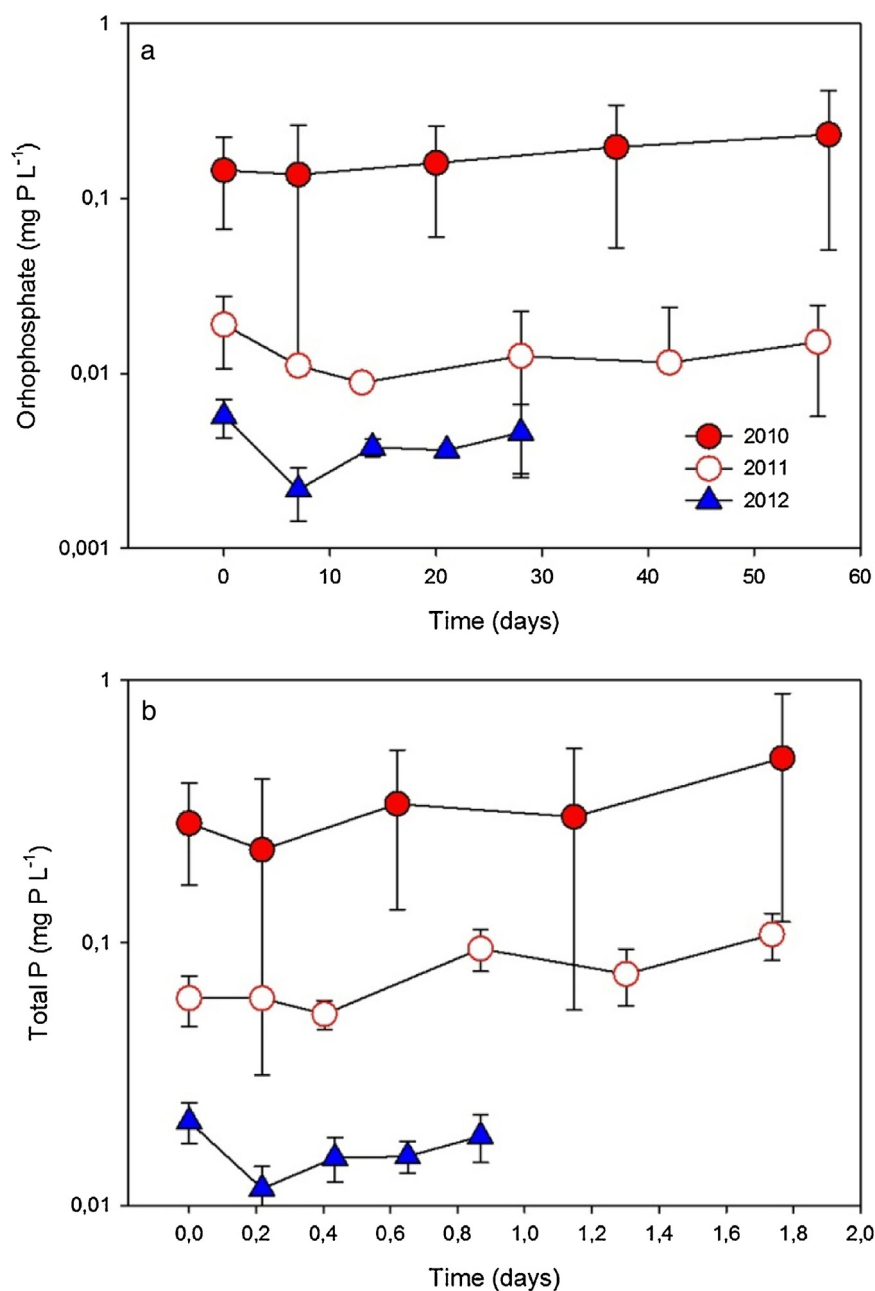 a
1
0,1
0,01
0,001
Orhophosphate (mg P L⁻¹)
2010
2011
2012
0 10 20 30 40 50 60
Time (days)
b
1
0,1
0,01
Total P (mg P L⁻¹)
0,0 0,2 0,4 0,6 0,8 1,0 1,2 1,4 1,6 1,8 2,0
Time (days)